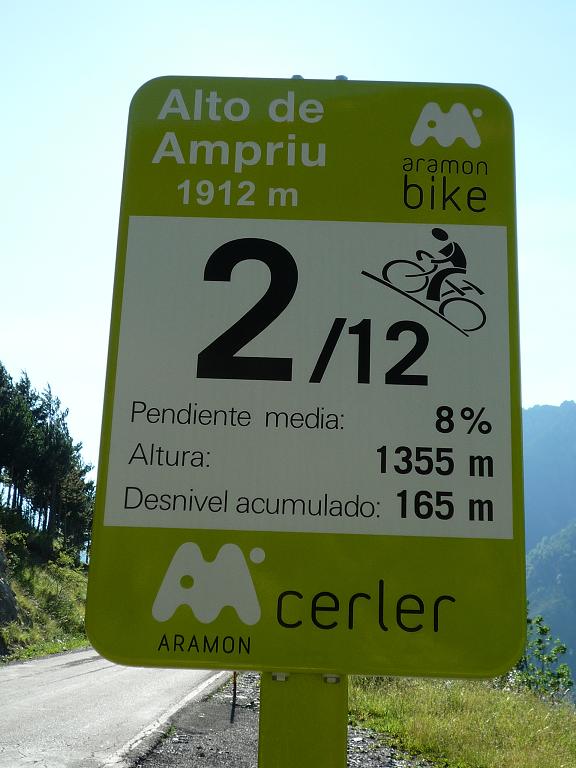 Alto de
Ampriu
1912 m
aramon
bike
2/12
Pendiente media: 8%
Altura: 1355 m
Desnivel acumulado: 165 m
ARAMON
cerler